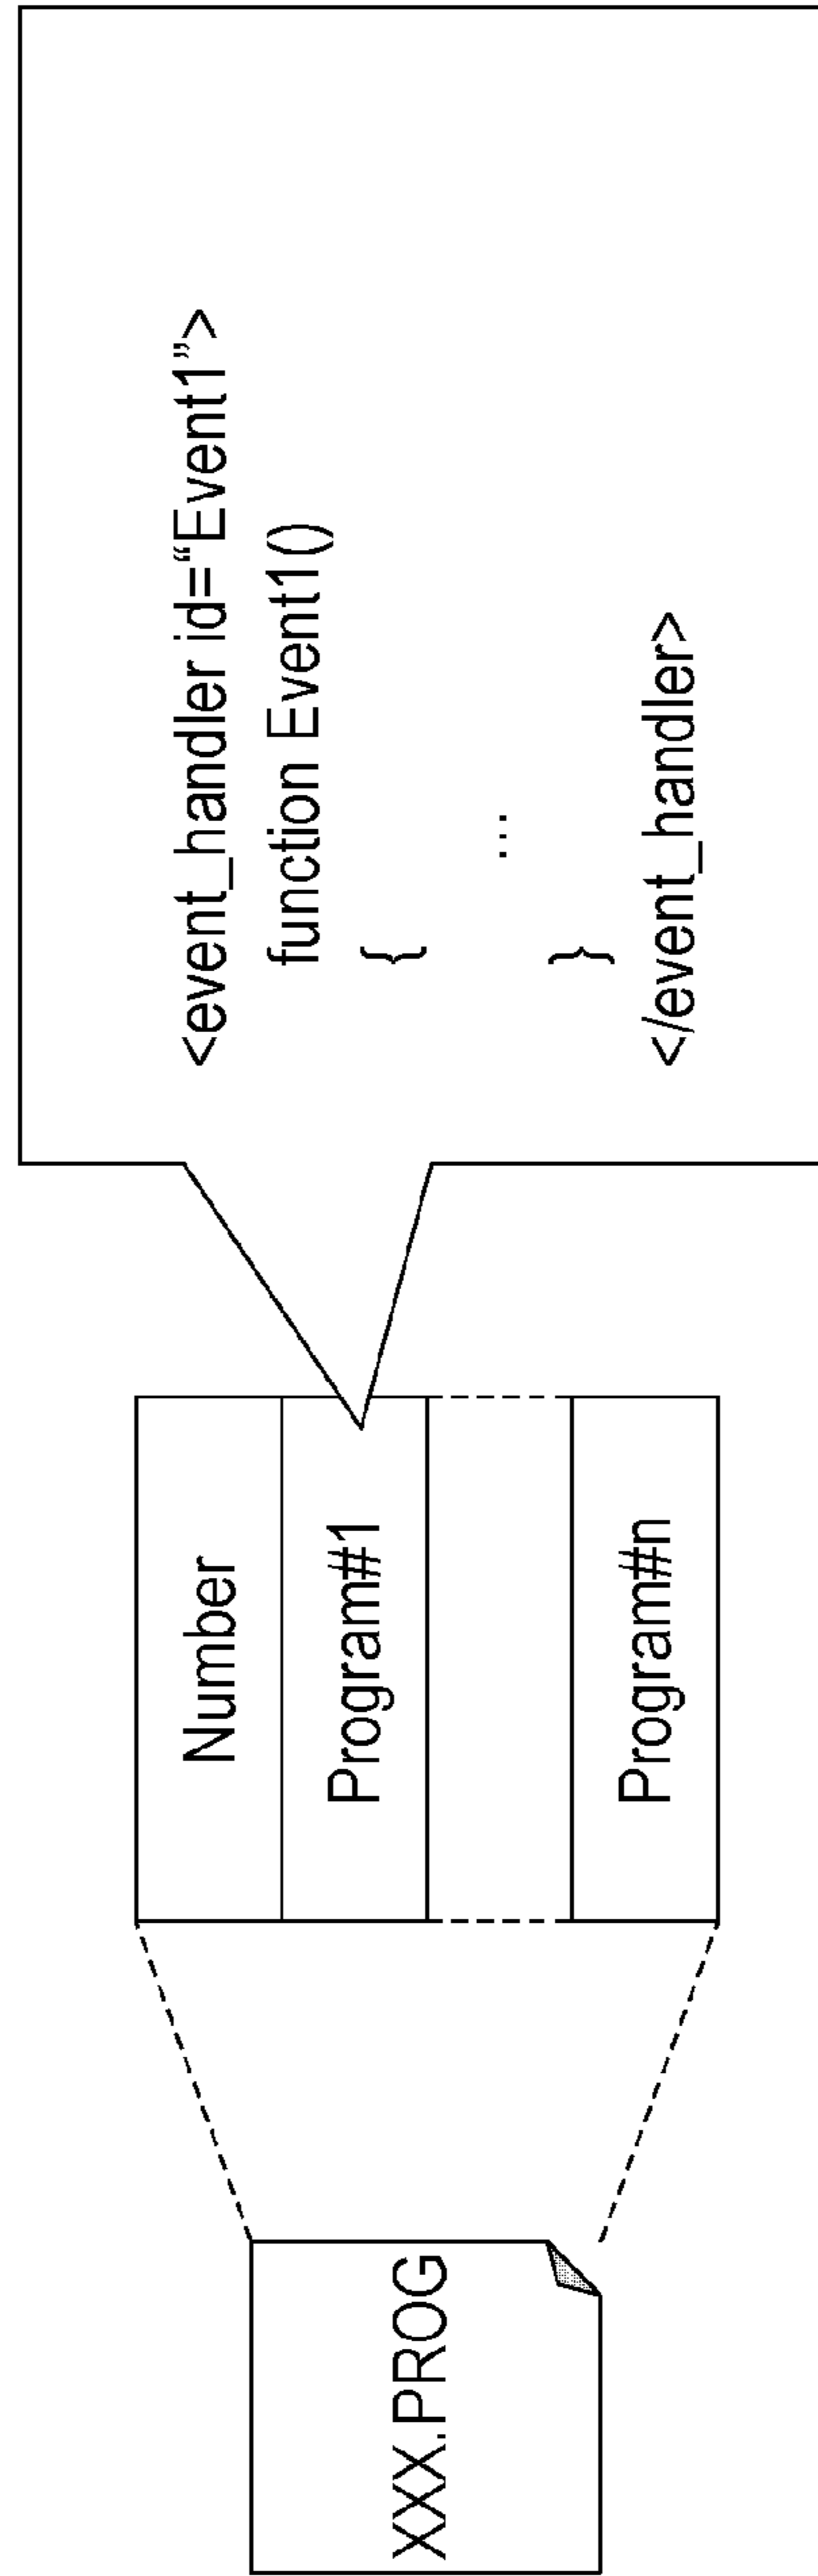 XXX.PROG
Number
Program#1
Program#n
<event_handler id=“Event1”>
function Event1()
{
...
}
</event_handler>